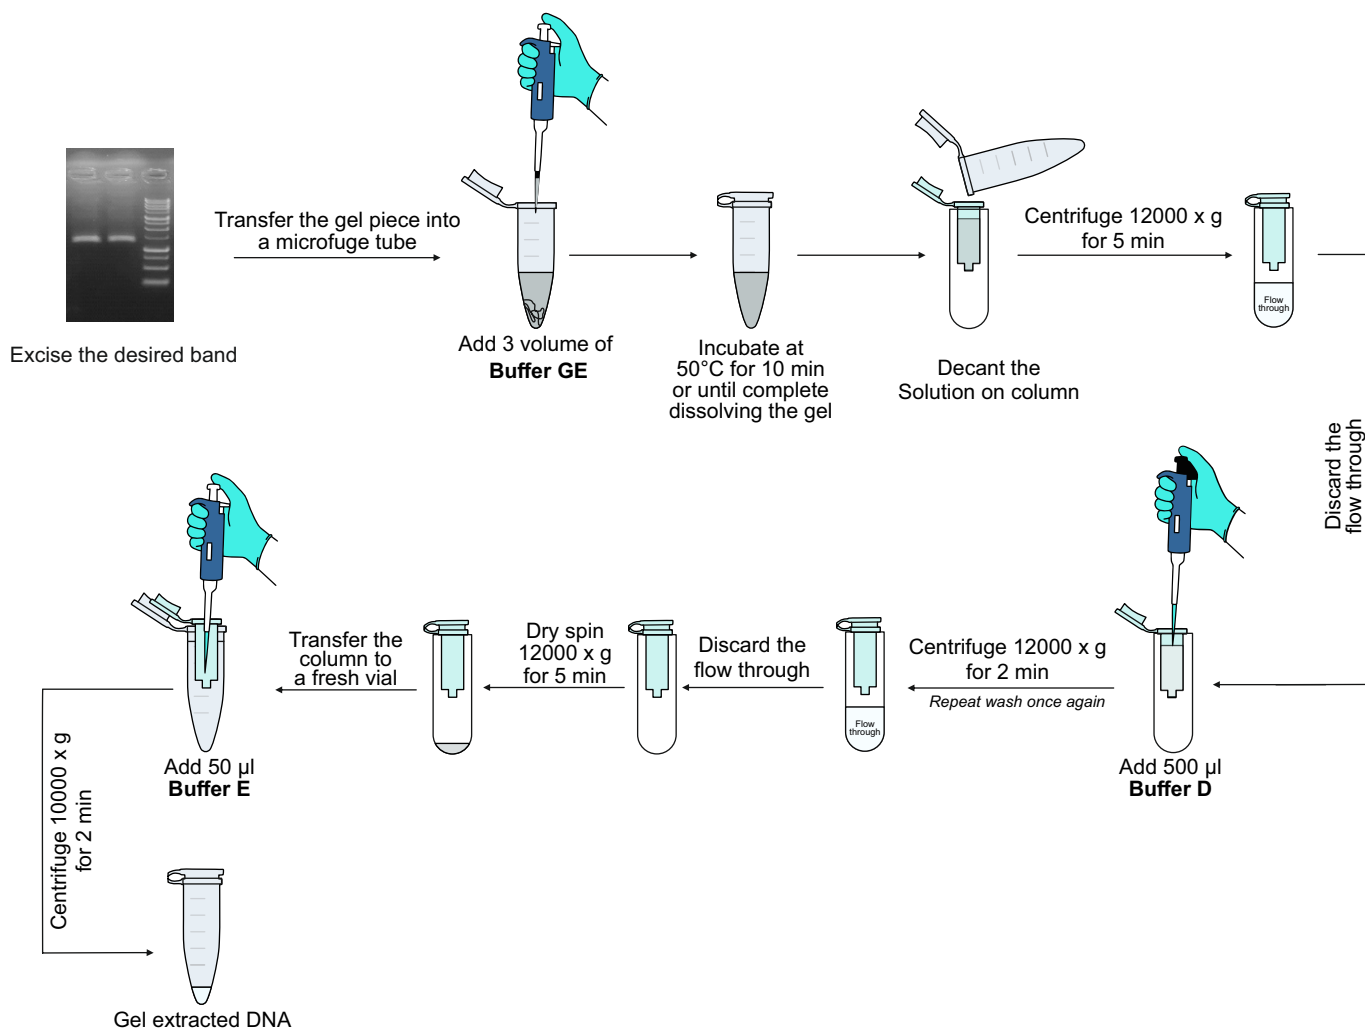 Excise the desired band
Transfer the gel piece into
a microfuge tube
Add 3 volume of
Buffer GE
Incubate at
50°C for 10 min
or until complete
dissolving the gel
Decant the
Solution on column
Centrifuge 12000 x g
for 5 min
Flow
through
Discard the
flow through
Add 500 µl
Buffer D
Centrifuge 12000 x g
for 2 min
Repeat wash once again
Flow
through
Discard the
flow through
Dry spin
12000 x g
for 5 min
Transfer the
column to
a fresh vial
Add 50 µl
Buffer E
Centrifuge 10000 x g
for 2 min
Gel extracted DNA